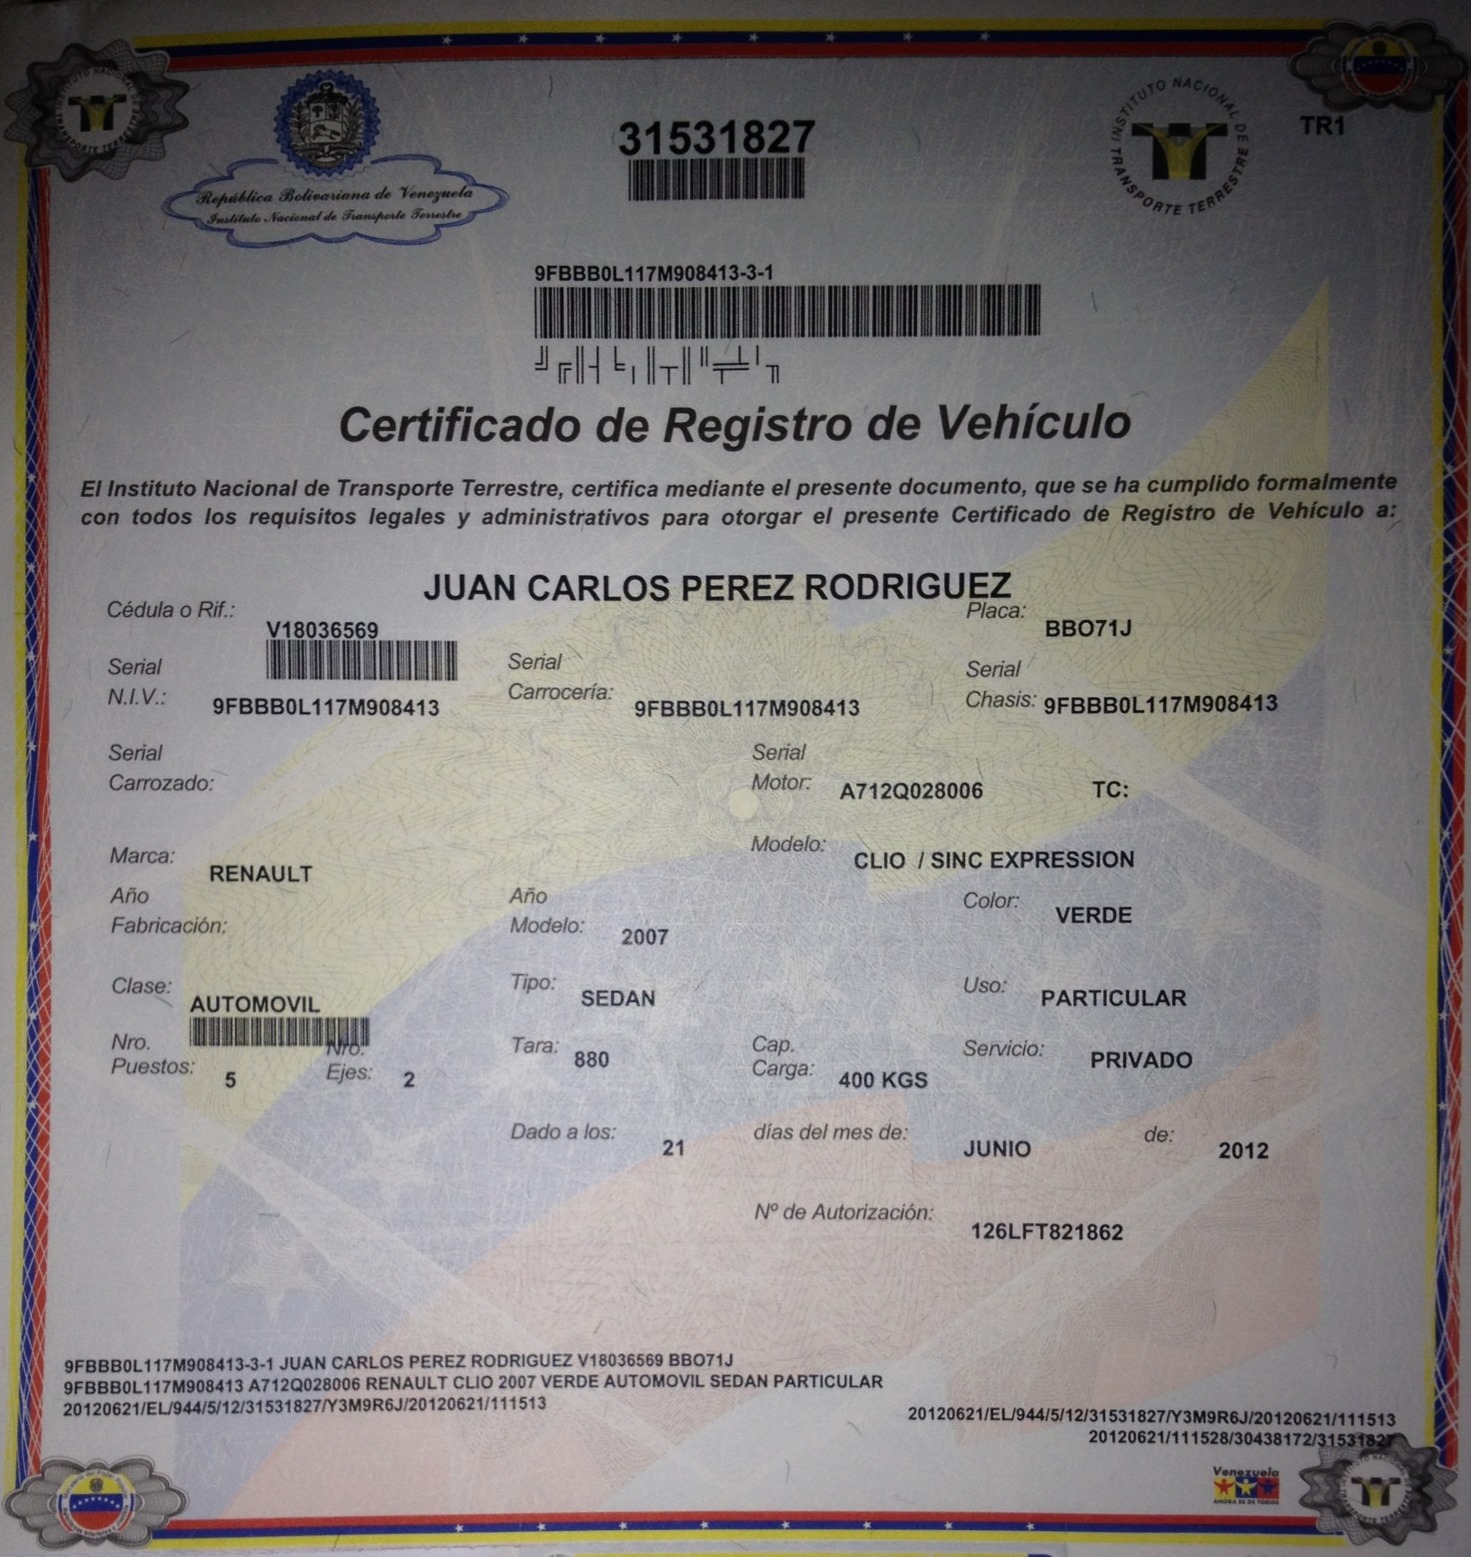 31531827
TR1
INSTITUTO NACIONAL DE TRANSPORTE TERRESTRE
República Bolivariana de Venezuela
Instituto Nacional de Transporte Terrestre
9FBBB0L117M908413-3-1
Certificado de Registro de Vehículo
El Instituto Nacional de Transporte Terrestre, certifica mediante el presente documento, que se ha cumplido formalmente
con todos los requisitos legales y administrativos para otorgar el presente Certificado de Registro de Vehículo a:
JUAN CARLOS PEREZ RODRIGUEZ
Cédula o Rif.: V18036569 Placa: BBO71J
Serial N.I.V.: 9FBBB0L117M908413 Serial Carrocería: 9FBBB0L117M908413 Serial Chasis: 9FBBB0L117M908413
Serial Carrozado: Serial Motor: A712Q028006 TC:
Marca: RENAULT Modelo: CLIO / SINC EXPRESSION
Año Fabricación: Año Modelo: 2007 Color: VERDE
Clase: AUTOMOVIL Tipo: SEDAN Uso: PARTICULAR
Nro. Puestos: 5 Nro. Ejes: 2 Tara: 880 Cap. Carga: 400 KGS Servicio: PRIVADO
Dado a los: 21 días del mes de: JUNIO de: 2012
Nº de Autorización: 126LFT821862
9FBBB0L117M908413-3-1 JUAN CARLOS PEREZ RODRIGUEZ V18036569 BBO71J
9FBBB0L117M908413 A712Q028006 RENAULT CLIO 2007 VERDE AUTOMOVIL SEDAN PARTICULAR
20120621/EL/944/5/12/31531827/Y3M9R6J/20120621/111513
20120621/EL/944/5/12/31531827/Y3M9R6J/20120621/111513
20120621/111528/30438172/31531827
Venezuela
AHORA ES DE TODOS